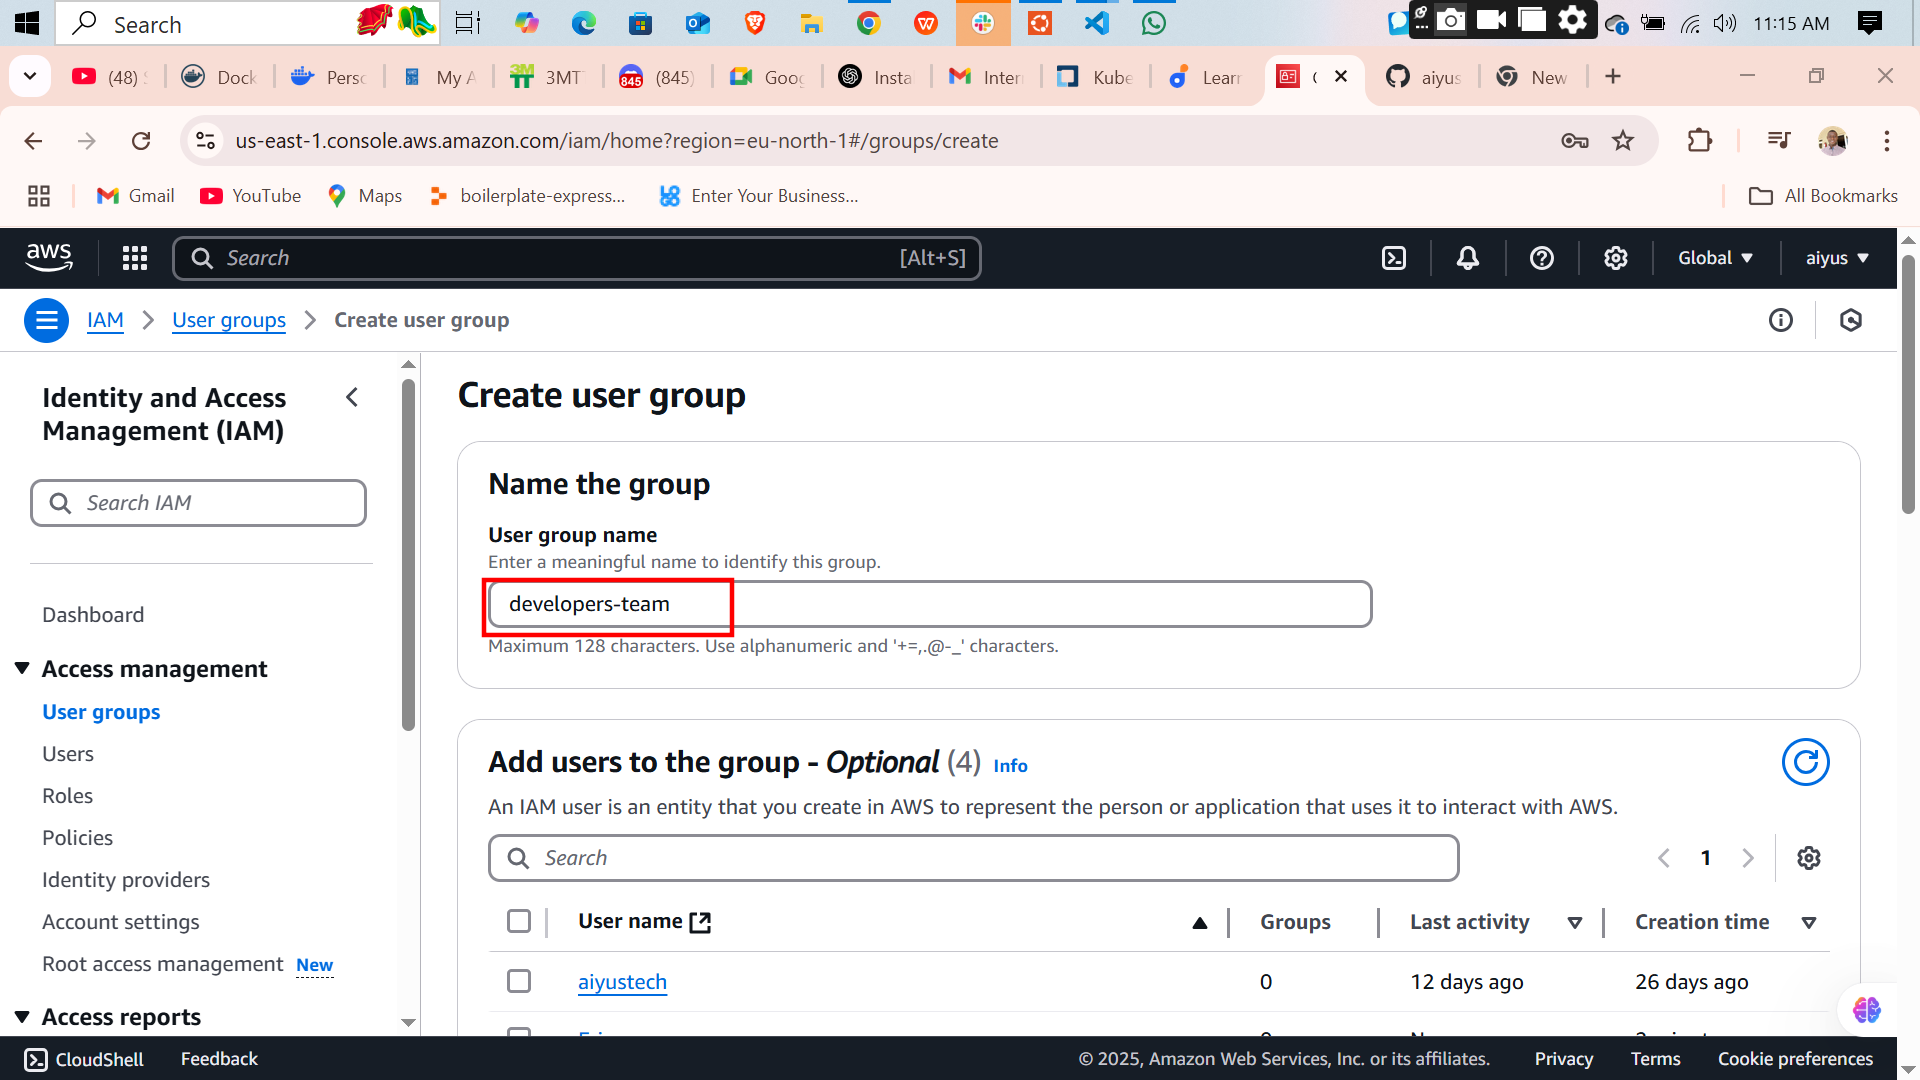 Search
11:15 AM
(48)
Dock
Persc
My A
3MT
845
(845)
Goog
Insta
Intern
Kube
Learn
aiyus
New
us-east-1.console.aws.amazon.com/iam/home?region=eu-north-1#/groups/create
Gmail
YouTube
Maps
boilerplate-express...
Enter Your Business...
All Bookmarks
aws
Search
[Alt+S]
Global
aiyus
IAM
User groups
Create user group
Identity and Access
Management (IAM)
Search IAM
Dashboard
Access management
User groups
Users
Roles
Policies
Identity providers
Account settings
Root access management New
Access reports
Create user group
Name the group
User group name
Enter a meaningful name to identify this group.
developers-team
Maximum 128 characters. Use alphanumeric and '+=,.@-_' characters.
Add users to the group - Optional (4) Info
An IAM user is an entity that you create in AWS to represent the person or application that uses it to interact with AWS.
Search
1
User name Groups Last activity Creation time
aiyustech 0 12 days ago 26 days ago
CloudShell
Feedback
© 2025, Amazon Web Services, Inc. or its affiliates.
Privacy
Terms
Cookie preferences